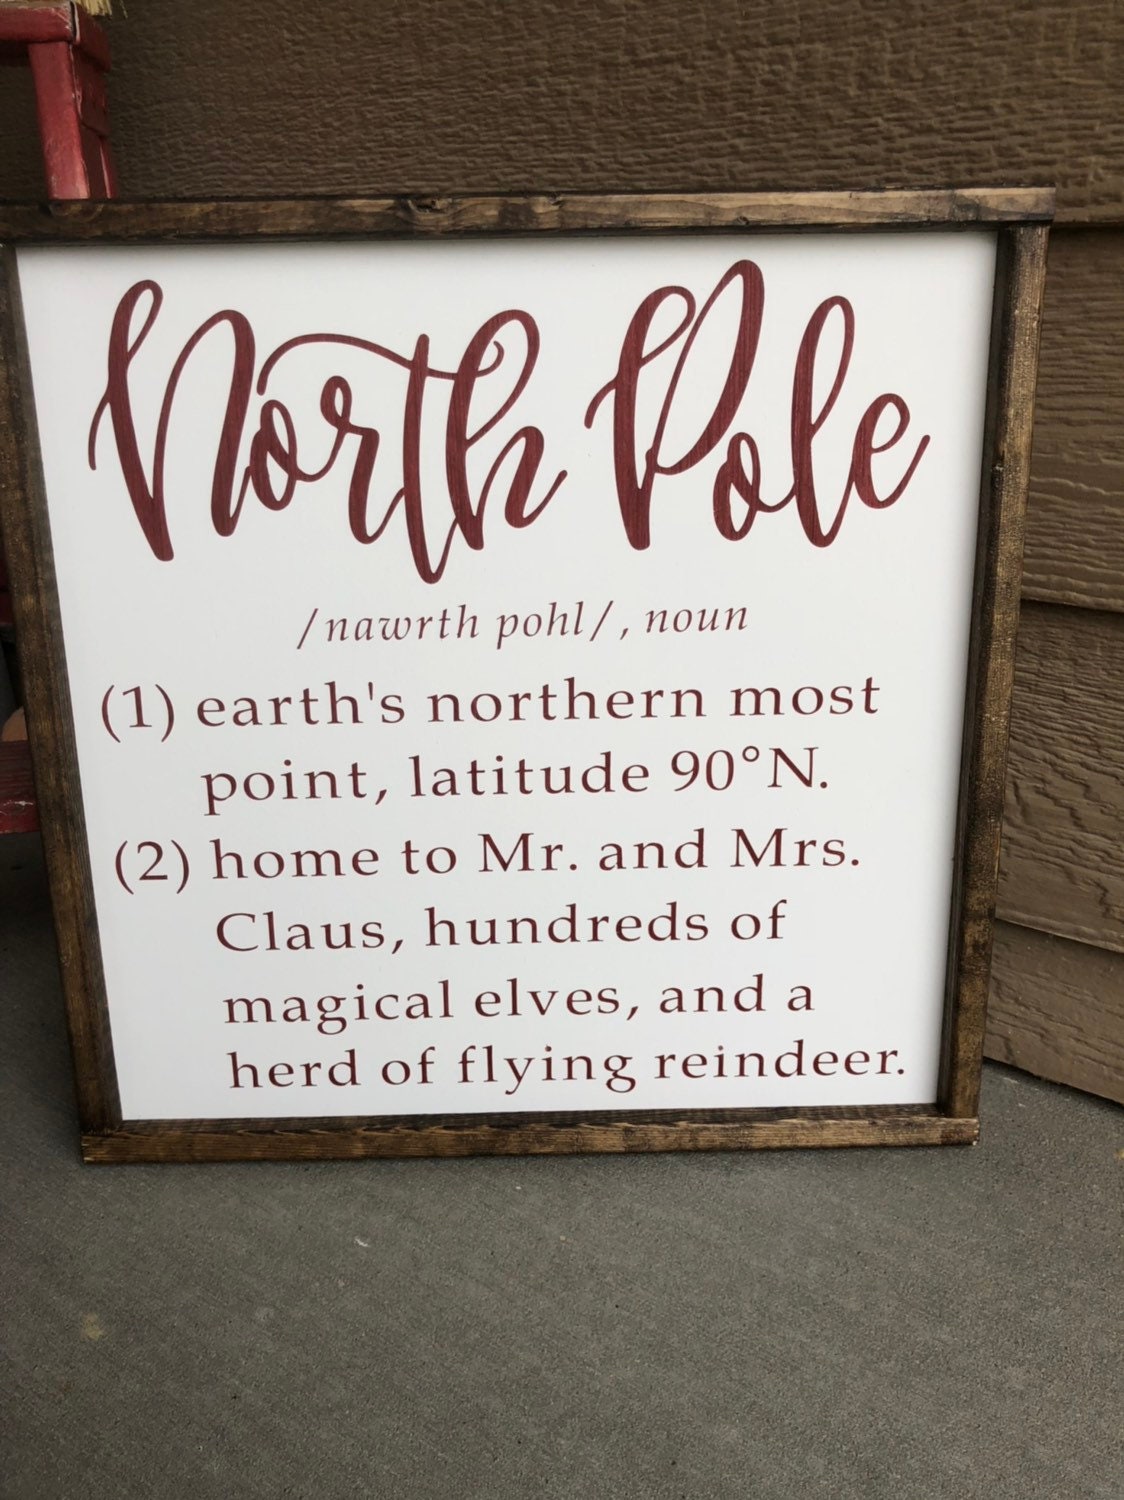 North Pole
/nawrth pohl/, noun
(1) earth's northern most
point, latitude 90°N.
(2) home to Mr. and Mrs.
Claus, hundreds of
magical elves, and a
herd of flying reindeer.